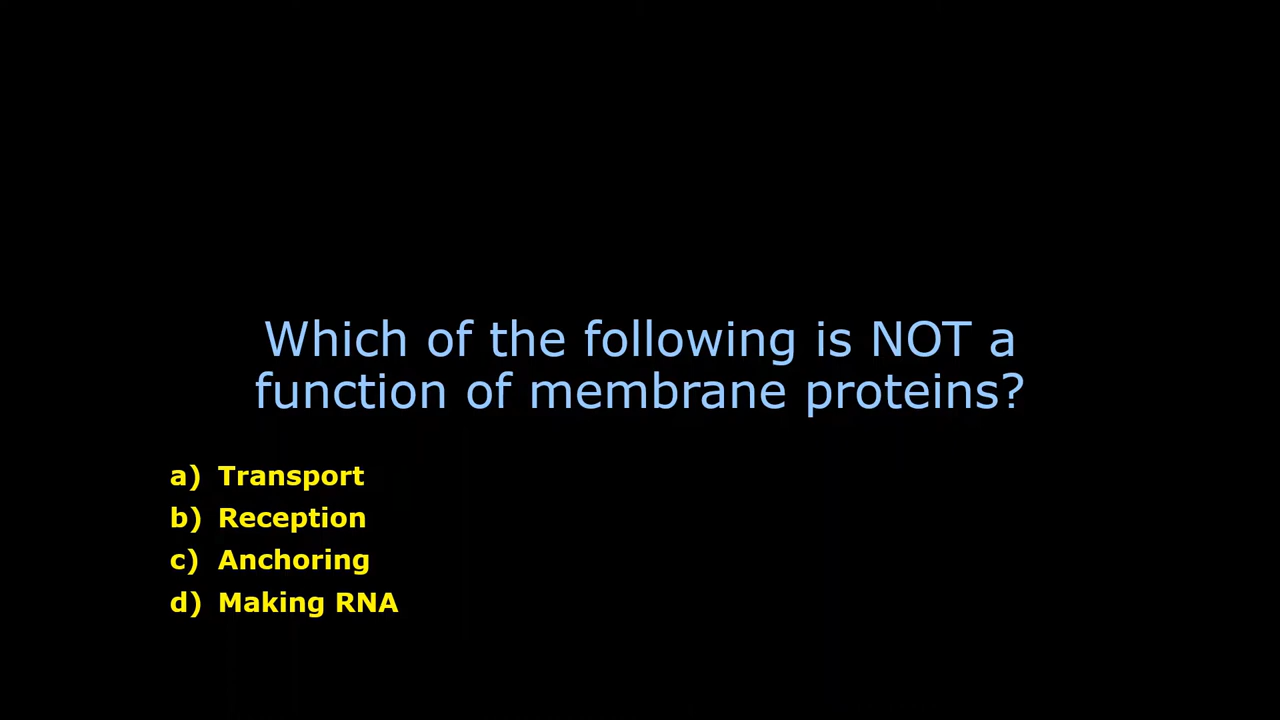 Which of the following is NOT a
function of membrane proteins?
a) Transport
b) Reception
c) Anchoring
d) Making RNA